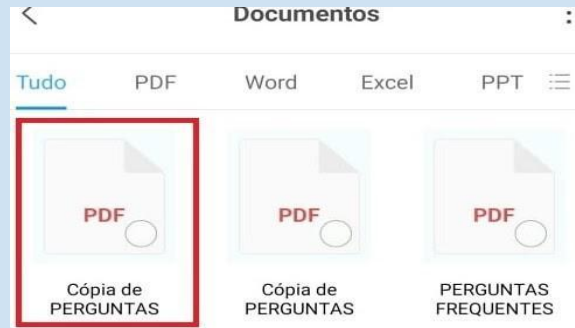 Documentos
Tudo PDF Word Excel PPT
PDF PDF PDF
Cópia de Cópia de PERGUNTAS
PERGUNTAS PERGUNTAS FREQUENTES